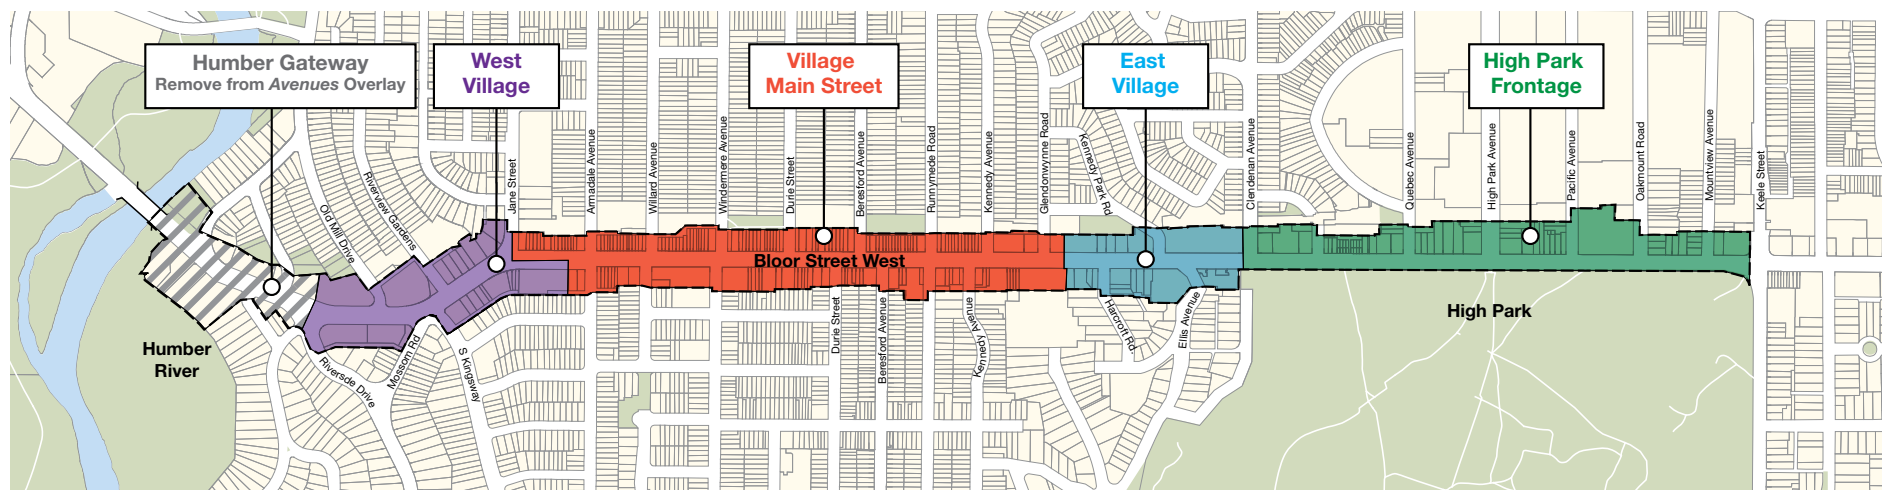 Humber Gateway
Remove from Avenues Overlay
West
Village
Village
Main Street
East
Village
High Park
Frontage
Old Mill Drive
Riverview Gardens
Jane Street
Armadale Avenue
Willard Avenue
Windermere Avenue
Durie Street
Beresford Avenue
Runnymede Road
Kennedy Avenue
Glendonwynne Road
Kennedy Park Rd
Clendenan Avenue
Quebec Avenue
High Park Avenue
Pacific Avenue
Oakmount Road
Mountview Avenue
Keele Street
Bloor Street West
Humber
River
Riversde Drive
Mossom Rd
S Kingsway
Durie Street
Beresford Avenue
Kennedy Avenue
Harcroft Rd.
Ellis Avenue
High Park